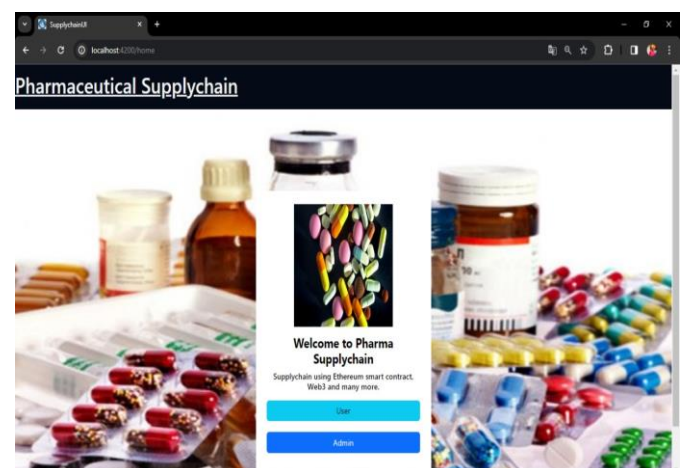 SupplychainUI
localhost:4200/home
Pharmaceutical Supplychain
Welcome to Pharma
Supplychain
Supplychain using Ethereum smart contract,
Web3 and many more.
User
Admin